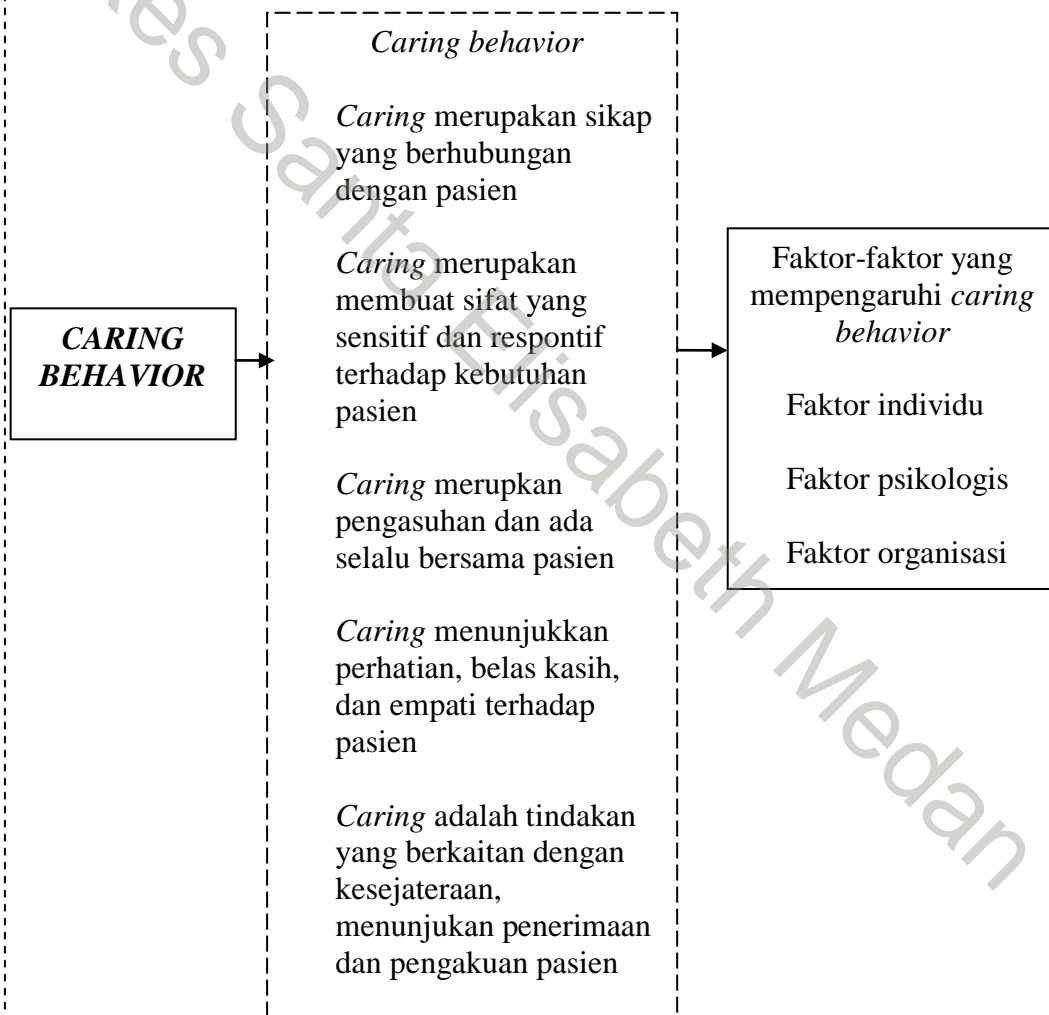 CARING
BEHAVIOR
Caring behavior
Caring merupakan sikap
yang berhubungan
dengan pasien
Caring merupakan
membuat sifat yang
sensitif dan respontif
terhadap kebutuhan
pasien
Caring merupkan
pengasuhan dan ada
selalu bersama pasien
Caring menunjukkan
perhatian, belas kasih,
dan empati terhadap
pasien
Caring adalah tindakan
yang berkaitan dengan
kesejateraan,
menunjukan penerimaan
dan pengakuan pasien
Faktor-faktor yang
mempengaruhi caring
behavior
Faktor individu
Faktor psikologis
Faktor organisasi
Santa Elisabeth Medan